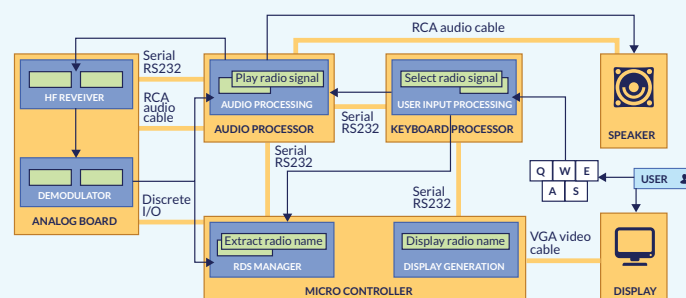 RCA audio cable
Serial
RS232
Play radio signal
Select radio signal
HF REVEIVER
AUDIO PROCESSING
USER INPUT PROCESSING
RCA
audio
cable
AUDIO PROCESSOR
Serial
RS232
KEYBOARD PROCESSOR
SPEAKER
Serial
RS232
Q W E
A S
USER
DEMODULATOR
Discrete
I/O
Serial
RS232
ANALOG BOARD
Extract radio name
Display radio name
VGA video
cable
RDS MANAGER
DISPLAY GENERATION
MICRO CONTROLLER
DISPLAY